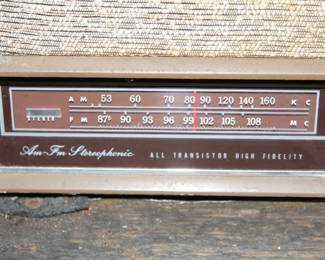 AM 53 60 70 80 90 120 140 160 KC
STEREO
FM 87⁵ 90 93 96 99 102 105 108 MC
Am-Fm Stereophonic ALL TRANSISTOR HIGH FIDELITY